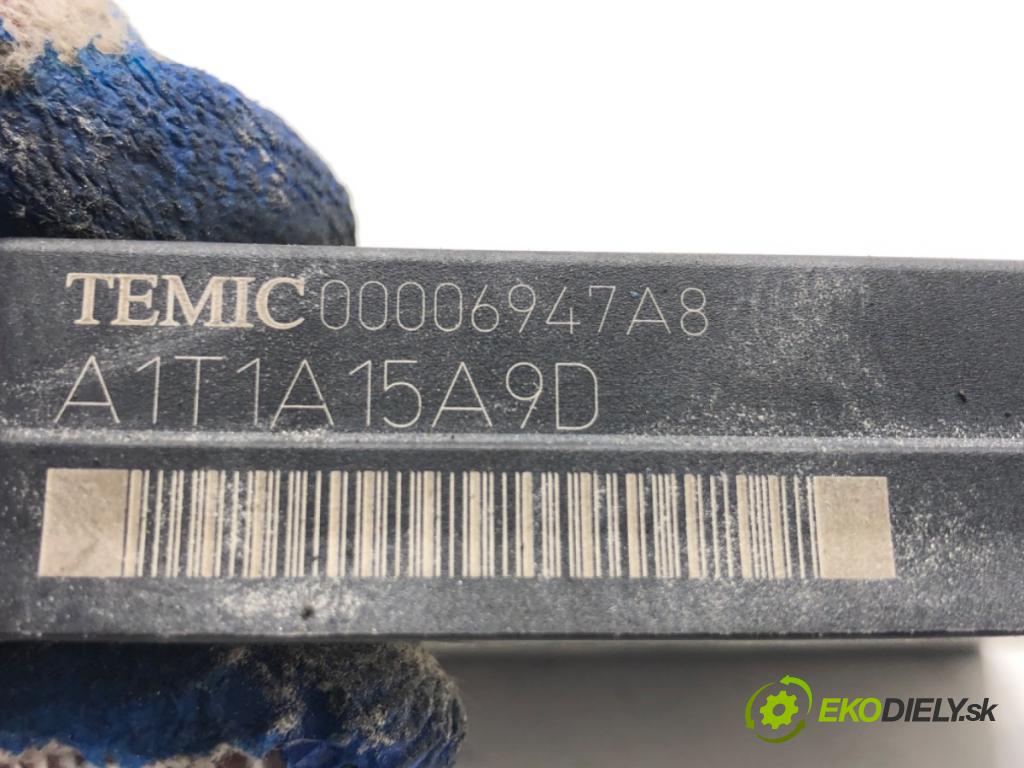 TEMIC 00006947A8
A1T1A15A9D
EKODIELY.sk